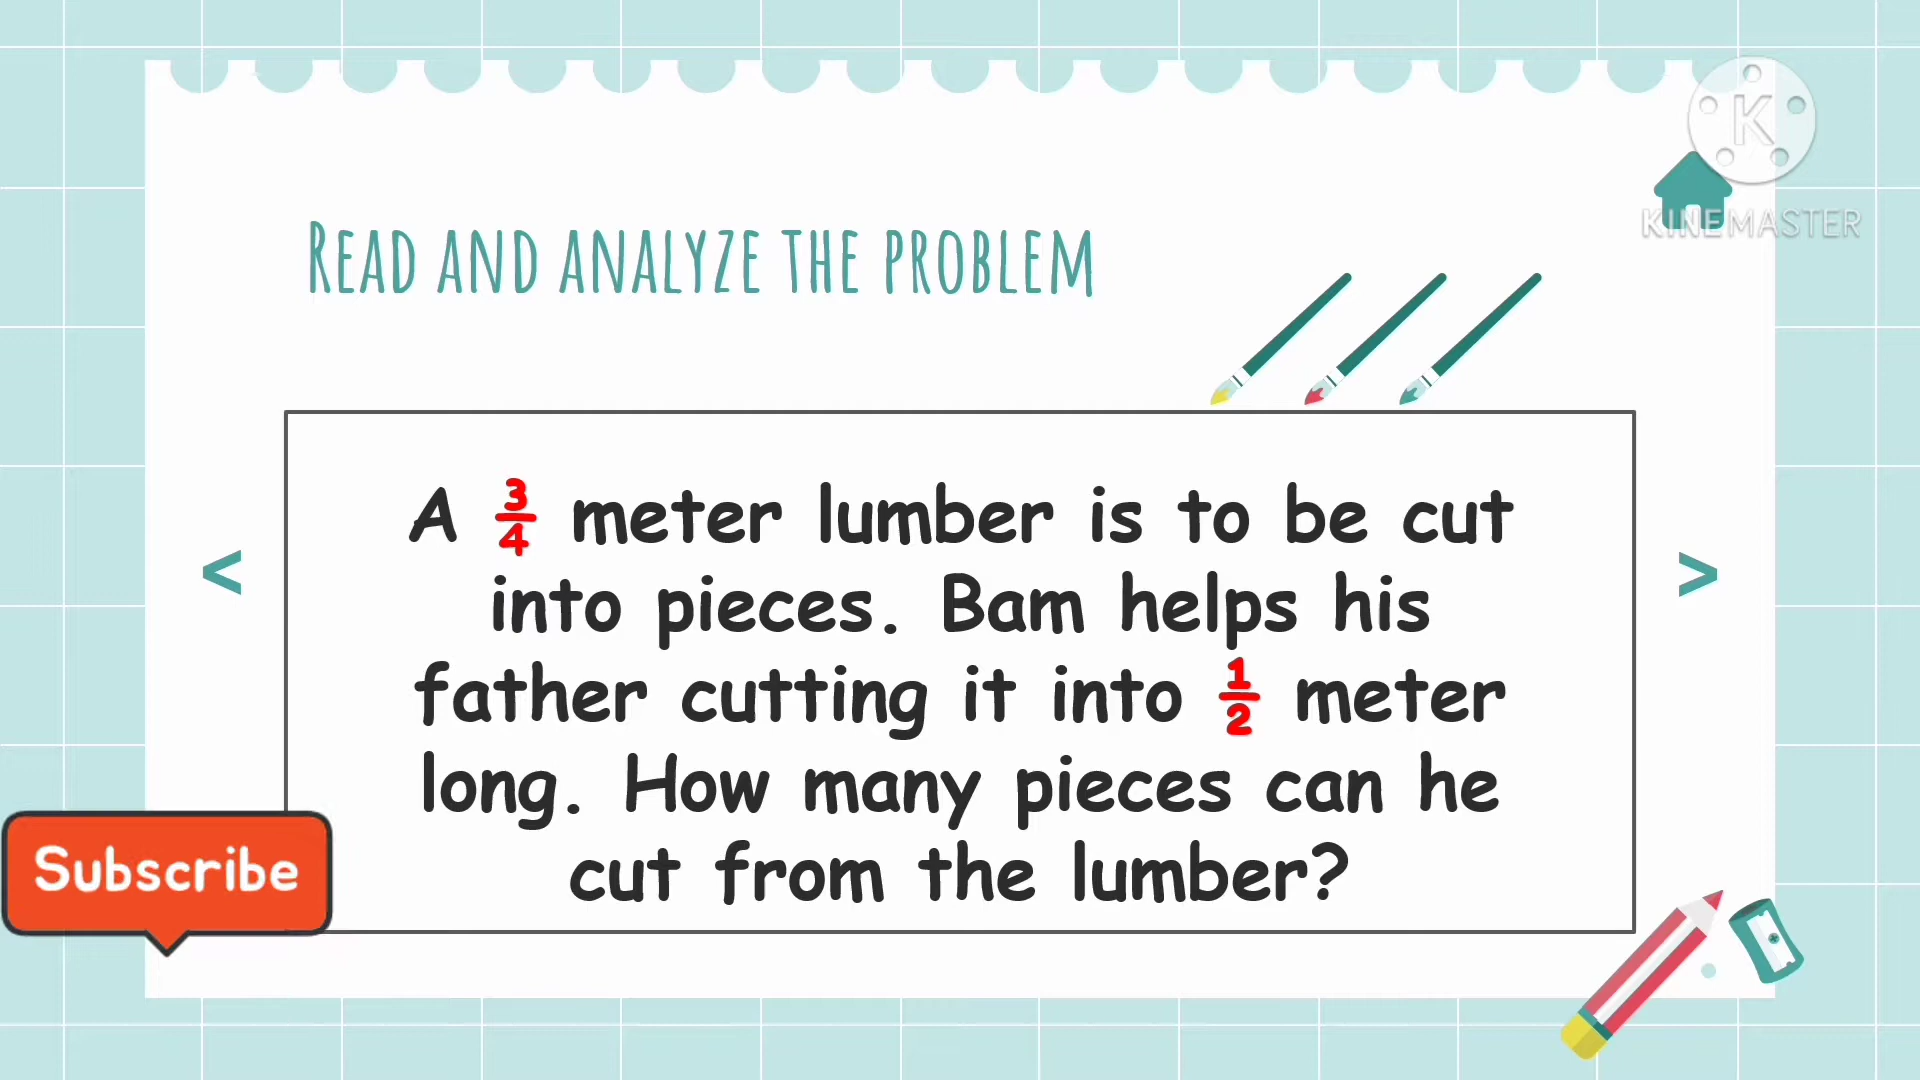 K
KINEMASTER
READ AND ANALYZE THE PROBLEM
A 3/4 meter lumber is to be cut
into pieces. Bam helps his
< >
father cutting it into 1/2 meter
long. How many pieces can he
cut from the lumber?
Subscribe